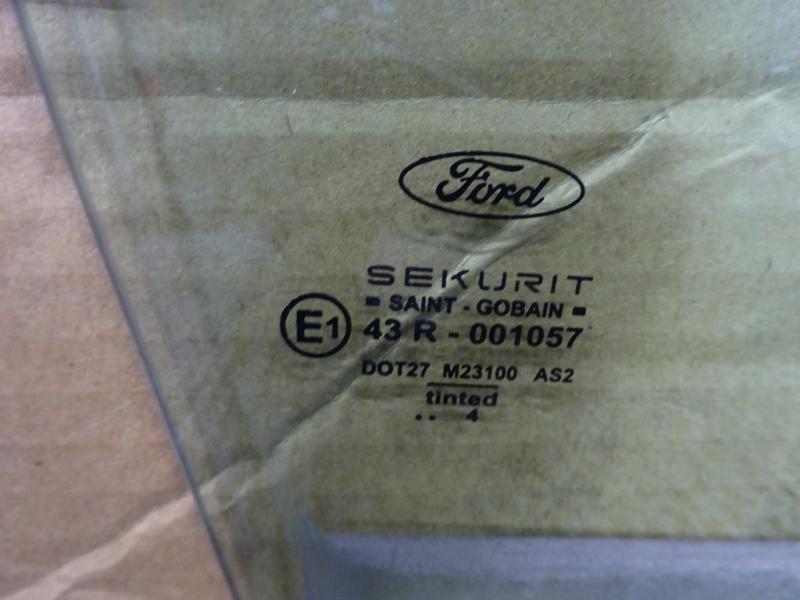 Ford
SEKURIT
SAINT - GOBAIN
E1 43 R - 001057
DOT27 M23100 AS2
tinted
.. 4